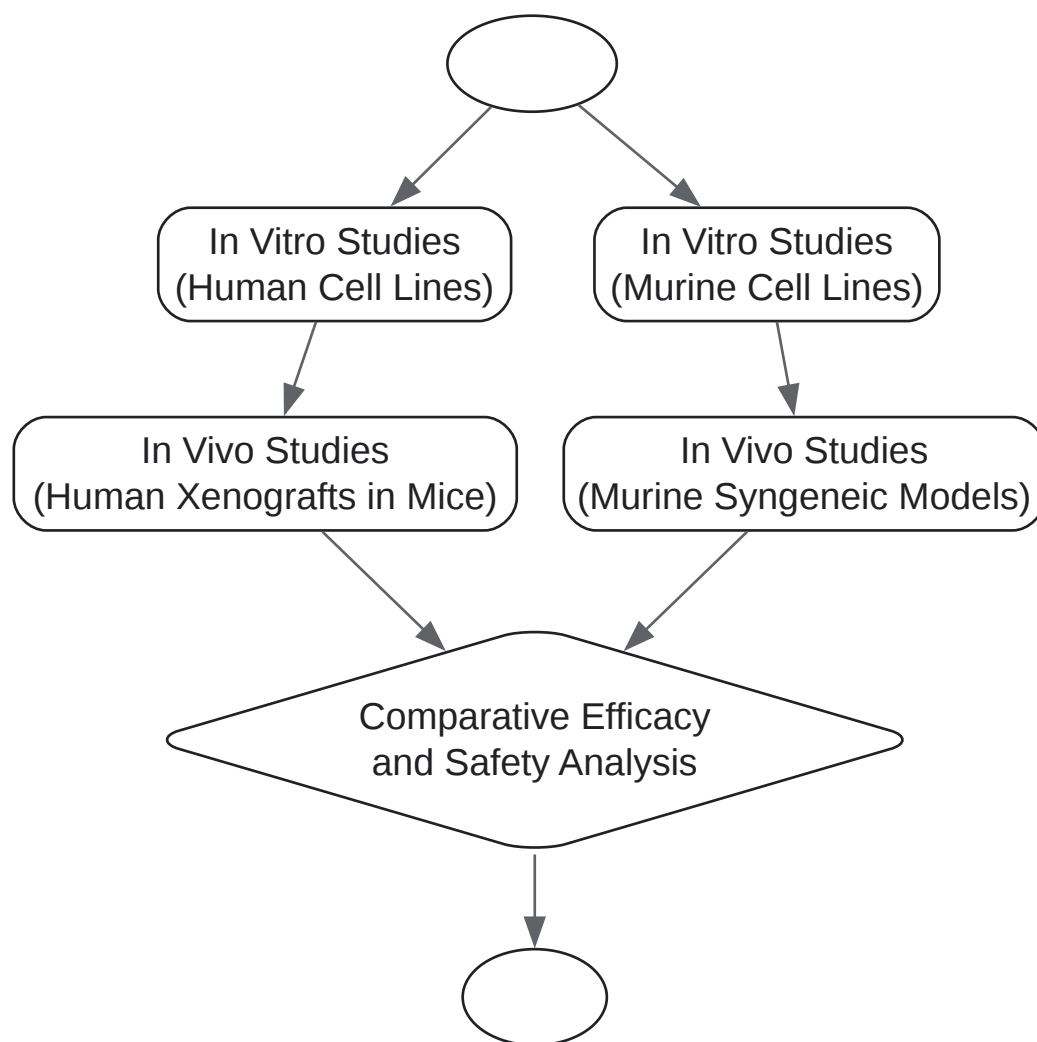 In Vitro Studies
(Human Cell Lines)
In Vitro Studies
(Murine Cell Lines)
In Vivo Studies
(Human Xenografts in Mice)
In Vivo Studies
(Murine Syngeneic Models)
Comparative Efficacy
and Safety Analysis